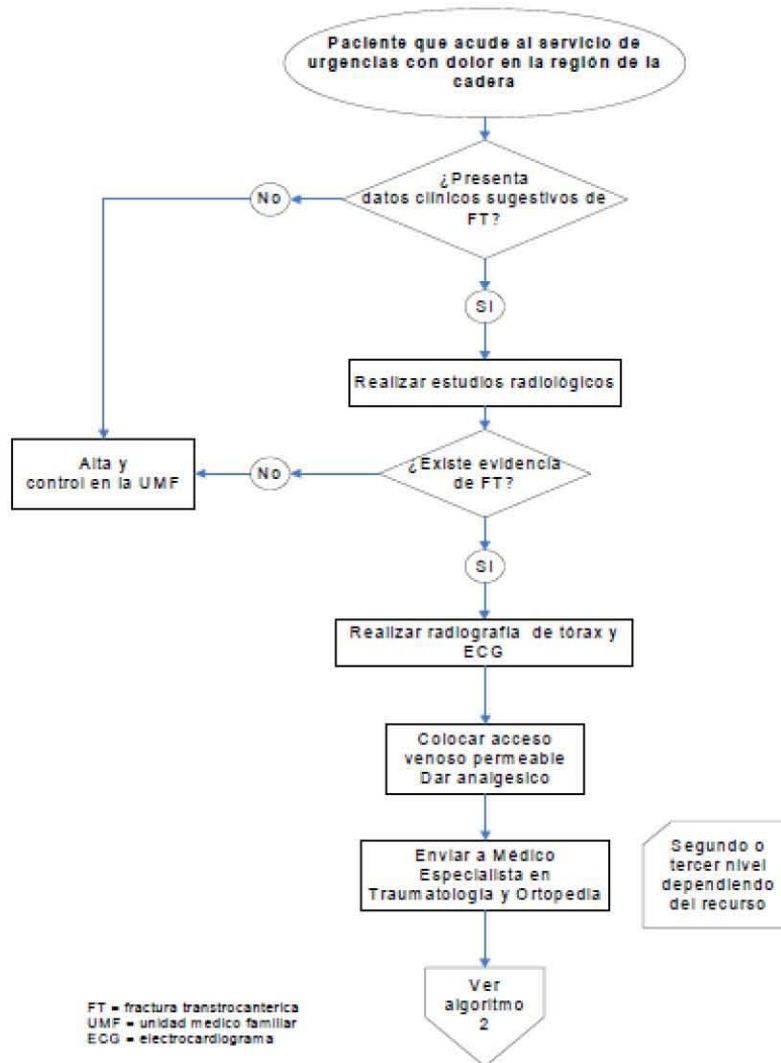 Paciente que acude al servicio de
urgencias con dolor en la región de la
cadera
¿Presenta
datos clínicos sugestivos de
FT?
No
SI
Realizar estudios radiológicos
¿Existe evidencia
de FT?
No
Alta y
control en la UMF
SI
Realizar radiografía de tórax y
ECG
Colocar acceso
venoso permeable
Dar analgesico
Enviar a Médico
Especialista en
Traumatología y Ortopedia
Segundo o
tercer nivel
dependiendo
del recurso
Ver
algoritmo
2
FT = fractura transtrocanterica
UMF = unidad medico familiar
ECG = electrocardiograma